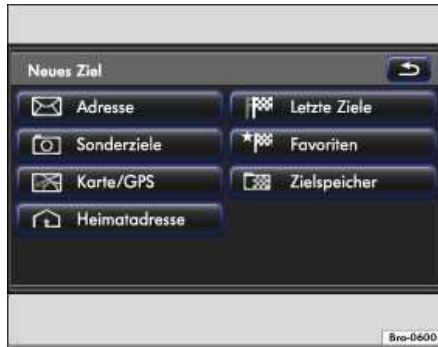 Neues Ziel
Adresse
Letzte Ziele
Sonderziele
Favoriten
Karte/GPS
Zielspeicher
Heimatadresse
Bro-0600